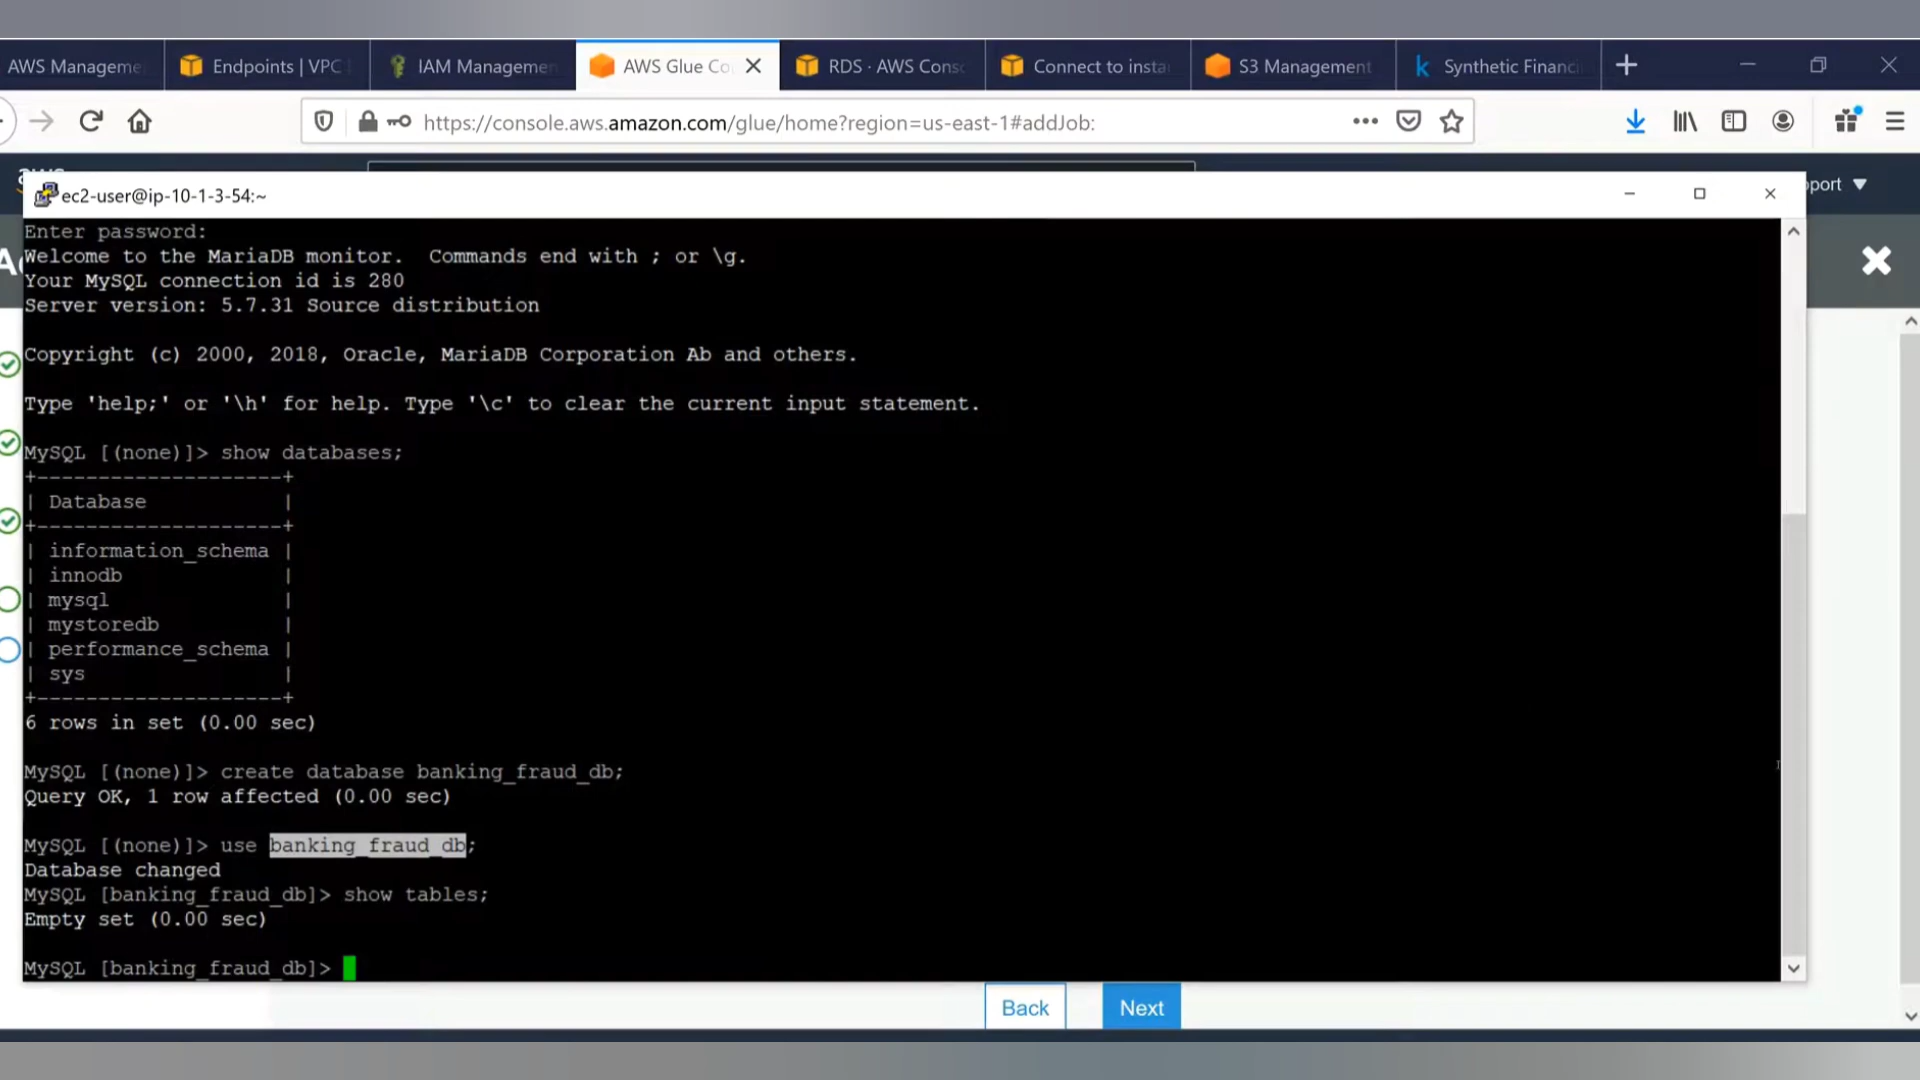 AWS Manageme
Endpoints | VPC
IAM Managemen
AWS Glue Co
RDS · AWS Conso
Connect to insta
S3 Management
Synthetic Financi
https://console.aws.amazon.com/glue/home?region=us-east-1#addJob:
aws
pport
ec2-user@ip-10-1-3-54:~
Ad
Enter password:
Welcome to the MariaDB monitor.  Commands end with ; or \g.
Your MySQL connection id is 280
Server version: 5.7.31 Source distribution
Copyright (c) 2000, 2018, Oracle, MariaDB Corporation Ab and others.
Type 'help;' or '\h' for help. Type '\c' to clear the current input statement.
MySQL [(none)]> show databases;
+--------------------+
| Database           |
+--------------------+
| information_schema |
| innodb             |
| mysql              |
| mystoredb          |
| performance_schema |
| sys                |
+--------------------+
6 rows in set (0.00 sec)
MySQL [(none)]> create database banking_fraud_db;
Query OK, 1 row affected (0.00 sec)
MySQL [(none)]> use banking_fraud_db;
Database changed
MySQL [banking_fraud_db]> show tables;
Empty set (0.00 sec)
MySQL [banking_fraud_db]>
Back
Next